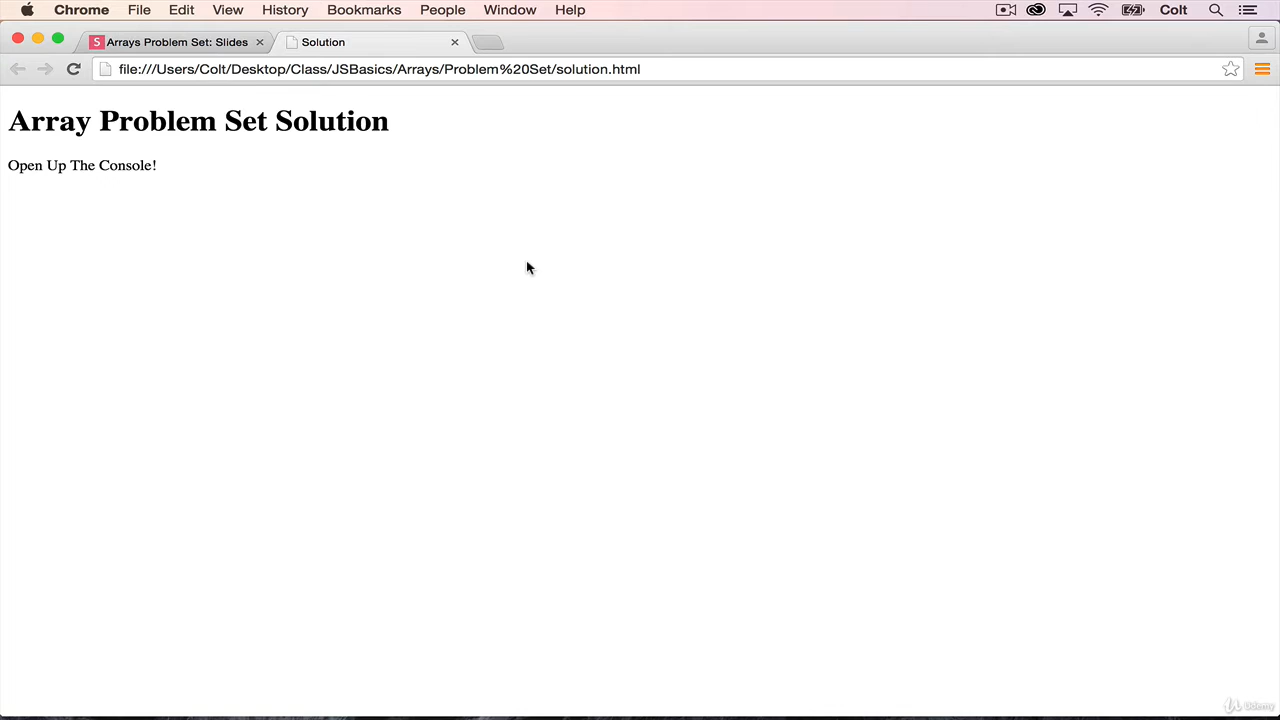 Chrome File Edit View History Bookmarks People Window Help Colt
S Arrays Problem Set: Slides Solution
file:///Users/Colt/Desktop/Class/JSBasics/Arrays/Problem%20Set/solution.html
Array Problem Set Solution
Open Up The Console!
Udemy